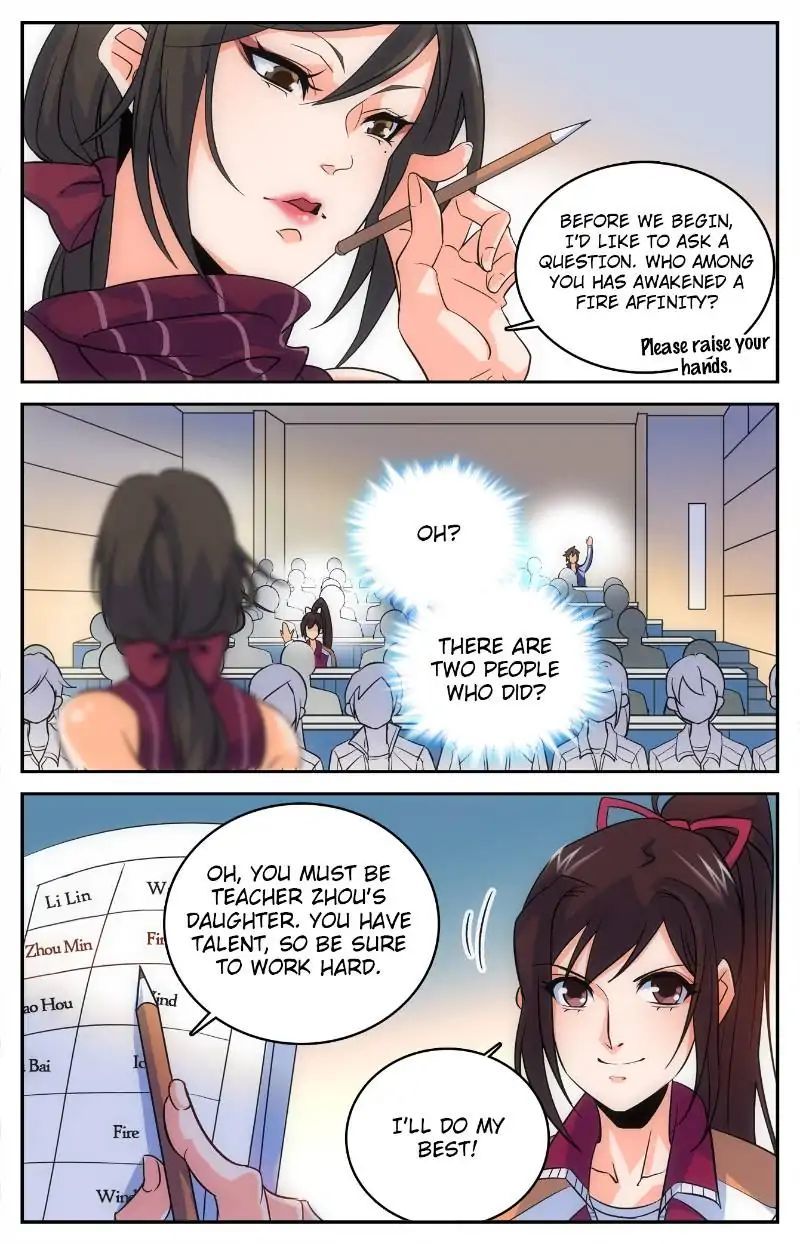 BEFORE WE BEGIN,
I'D LIKE TO ASK A
QUESTION. WHO AMONG
YOU HAS AWAKENED A
FIRE AFFINITY?
Please raise your
hands.
OH?
THERE ARE
TWO PEOPLE
WHO DID?
OH, YOU MUST BE
TEACHER ZHOU'S
DAUGHTER. YOU HAVE
TALENT, SO BE SURE
TO WORK HARD.
Li Lin
Zhou Min
Hou
Bai
Fire
I'LL DO MY
BEST!